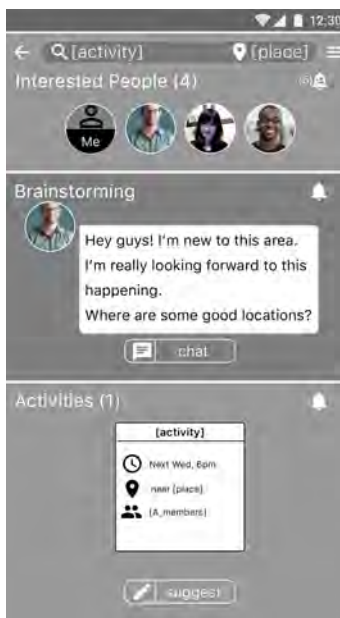 12:30
[activity] [place]
Interested People (4)
Me
Brainstorming
Hey guys! I'm new to this area.
I'm really looking forward to this
happening.
Where are some good locations?
chat
Activities (1)
[activity]
Next Wed, 6pm
near [place]
[A_members]
suggest